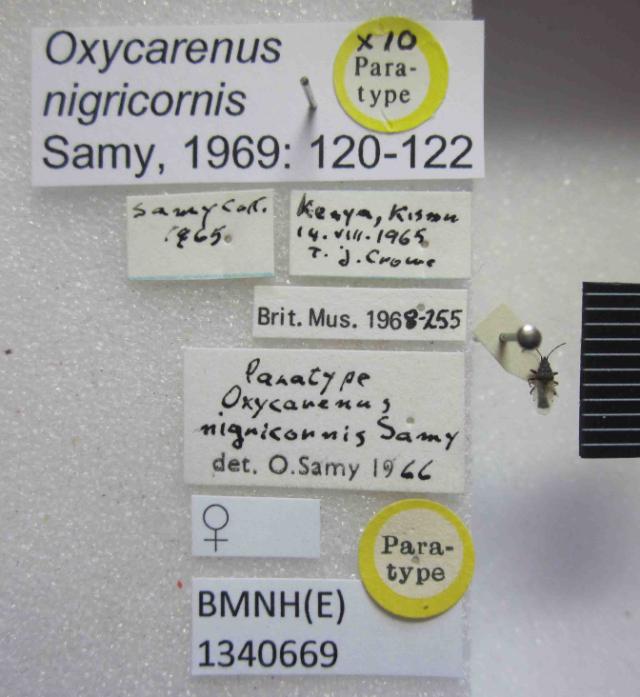 Oxycarenus
nigricornis
Samy, 1969: 120-122
x10
Para-
type
Samy Coll.
1965.
Kenya, Kisumu
14.VIII.1965
T. J. Crowe
Brit. Mus. 1968-255
Paratype
Oxycarenus
nigricornis Samy
det. O.Samy 1966
♀
Para-
type
BMNH(E)
1340669